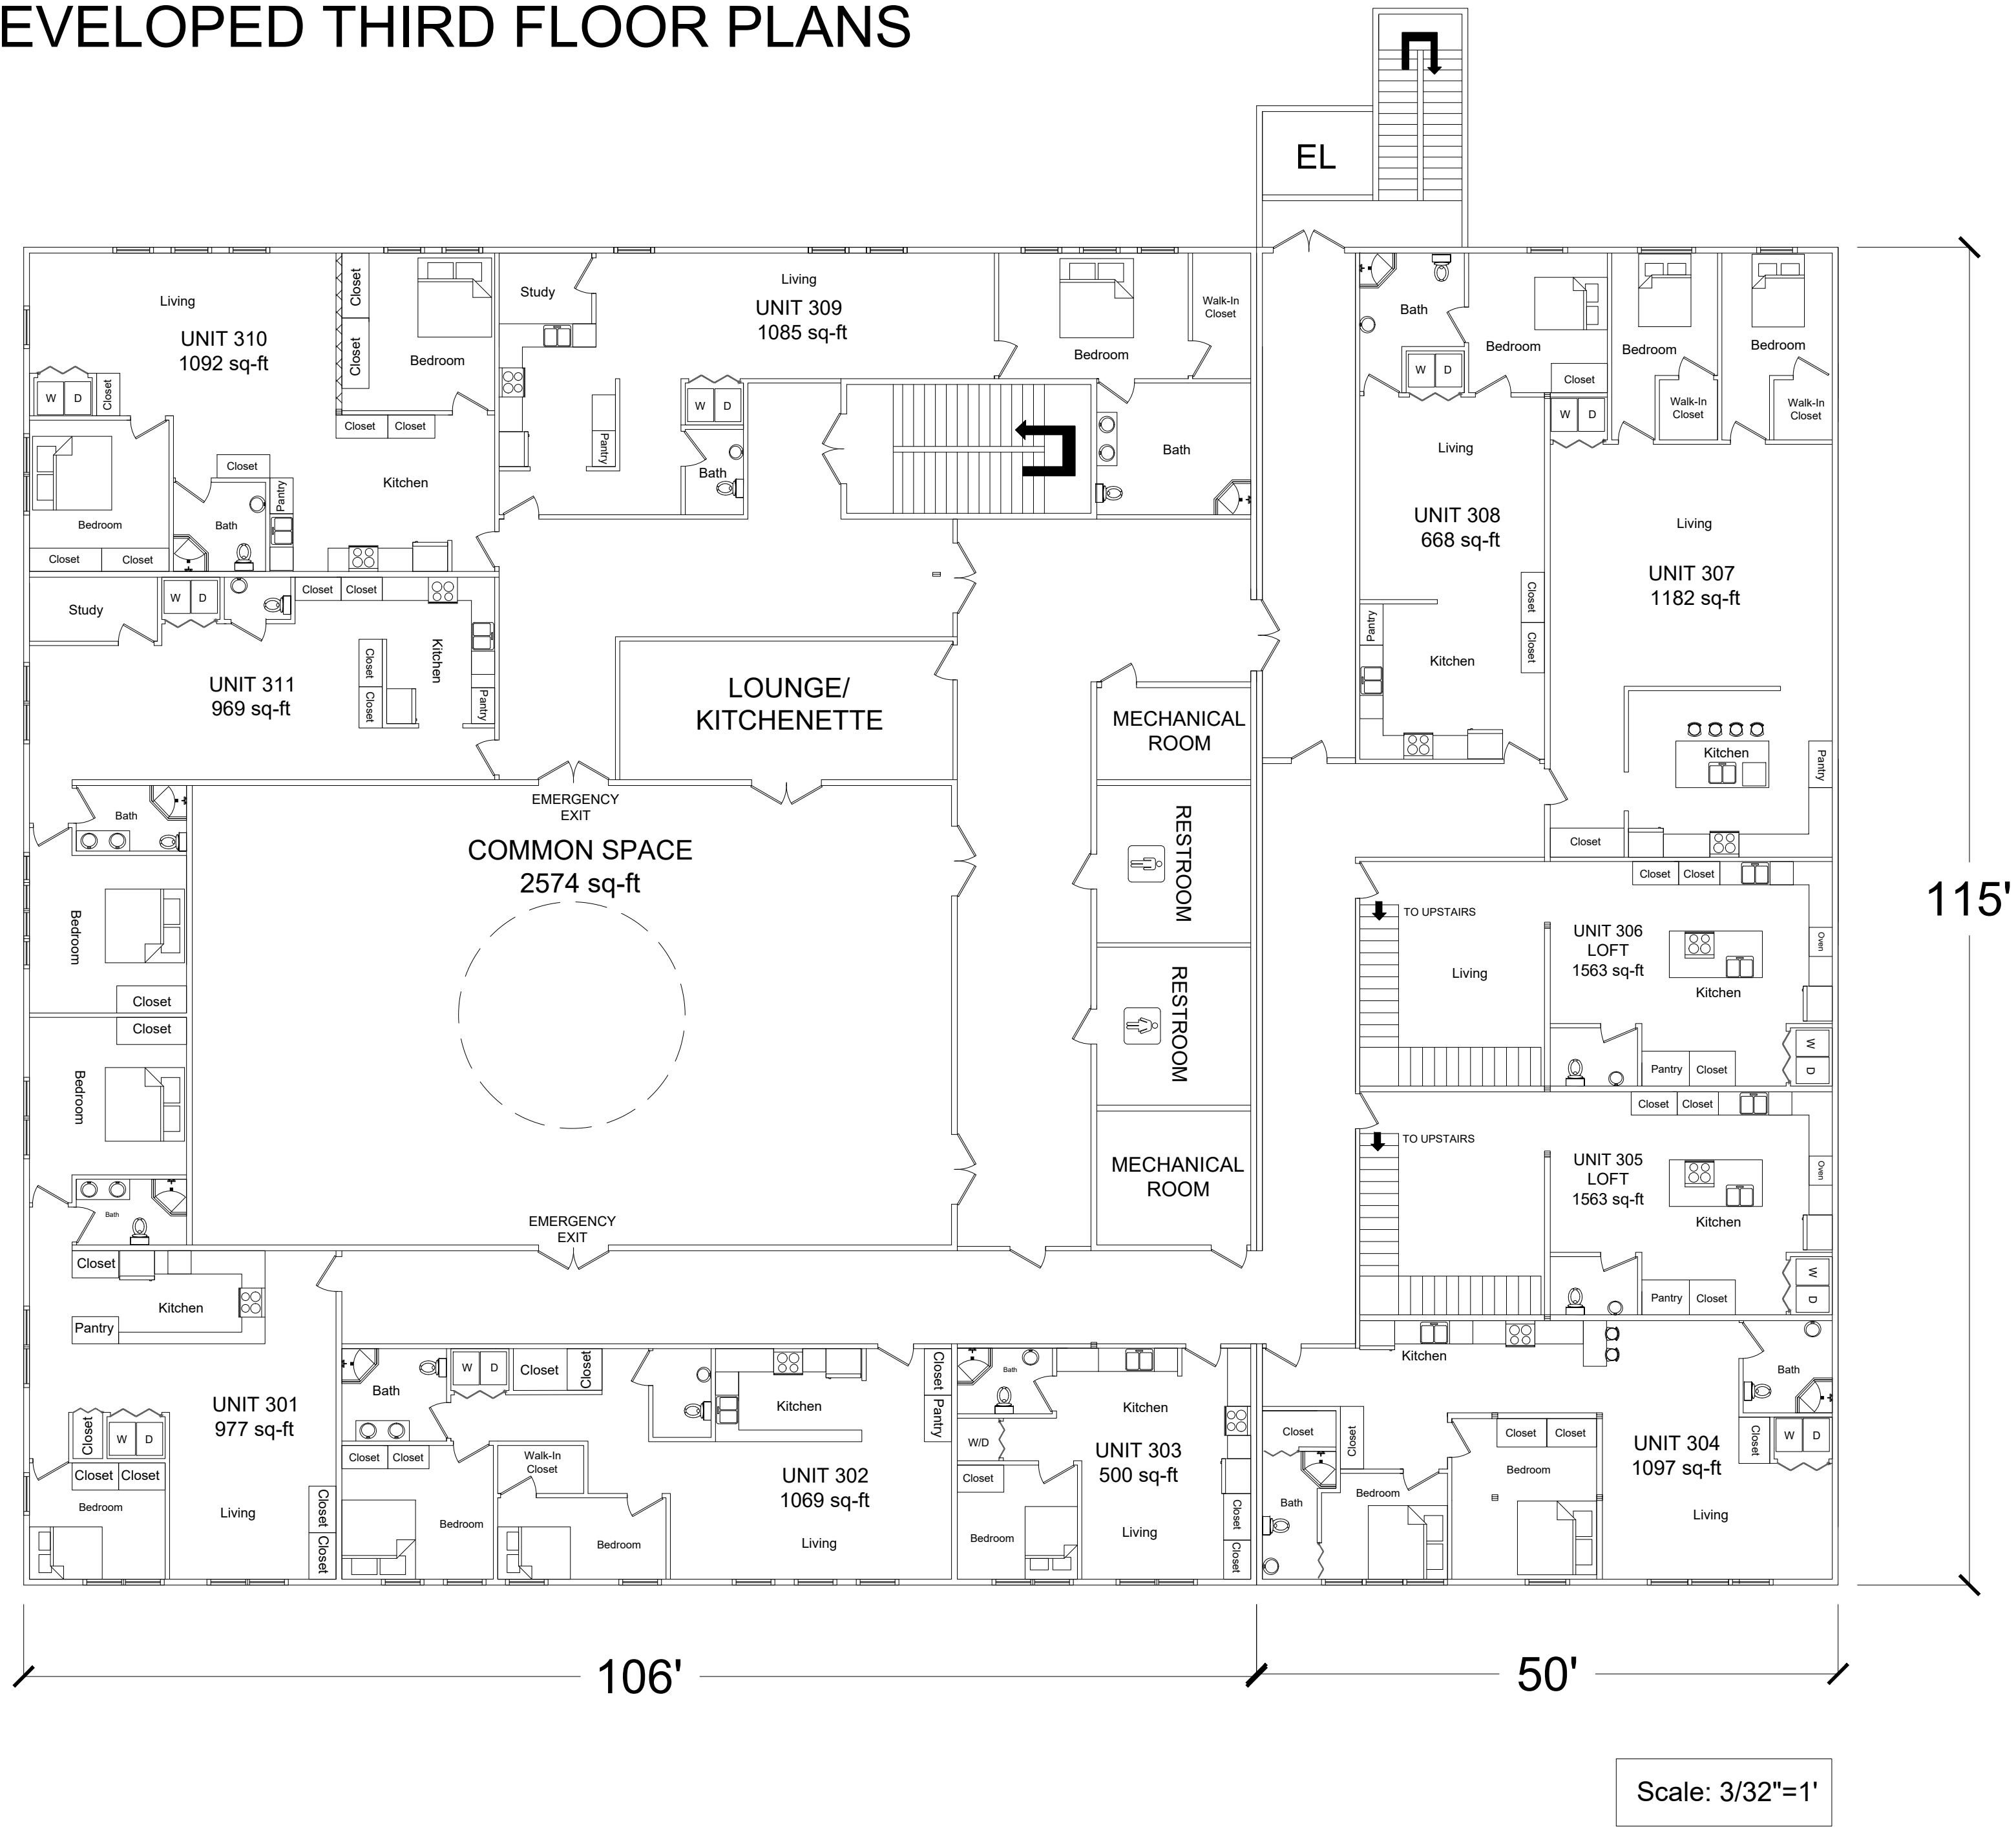 EVELOPED THIRD FLOOR PLANS
EL
Living
UNIT 310
1092 sq-ft
W D
Closet
Closet
Closet
Bedroom
Closet Closet
Kitchen
Bedroom
Closet Closet
Closet
Bath
Pantry
Study
Living
UNIT 309
1085 sq-ft
Pantry
W D
Bath
Bedroom
Walk-In
Closet
Bath
Bath
W D
Bedroom
Closet
Living
UNIT 308
668 sq-ft
Closet
Closet
Pantry
Kitchen
Bedroom
Walk-In
Closet
Bedroom
Walk-In
Closet
W D
Living
UNIT 307
1182 sq-ft
Kitchen
Pantry
Closet
Study
W D
Closet Closet
Kitchen
Closet
Closet
Pantry
UNIT 311
969 sq-ft
Bath
Bedroom
Closet
Closet
Bedroom
Bath
LOUNGE/
KITCHENETTE
EMERGENCY
EXIT
COMMON SPACE
2574 sq-ft
EMERGENCY
EXIT
MECHANICAL
ROOM
RESTROOM
RESTROOM
MECHANICAL
ROOM
TO UPSTAIRS
Living
Closet Closet
UNIT 306
LOFT
1563 sq-ft
Oven
Kitchen
Pantry Closet
W
D
TO UPSTAIRS
Closet Closet
UNIT 305
LOFT
1563 sq-ft
Oven
Kitchen
Pantry Closet
W
D
115'
Closet
Kitchen
Pantry
UNIT 301
977 sq-ft
Closet
W D
Closet Closet
Bedroom
Living
Closet
Closet
Bath
W D
Closet
Closet
Closet Closet
Bedroom
Walk-In
Closet
Bedroom
Kitchen
Closet
Pantry
UNIT 302
1069 sq-ft
Living
Bath
Kitchen
W/D
Closet
UNIT 303
500 sq-ft
Bedroom
Living
Closet
Closet
Kitchen
Closet
Closet
Bath
Bedroom
Closet Closet
Bedroom
UNIT 304
1097 sq-ft
Living
Bath
Closet
W D
106'
50'
Scale: 3/32"=1'